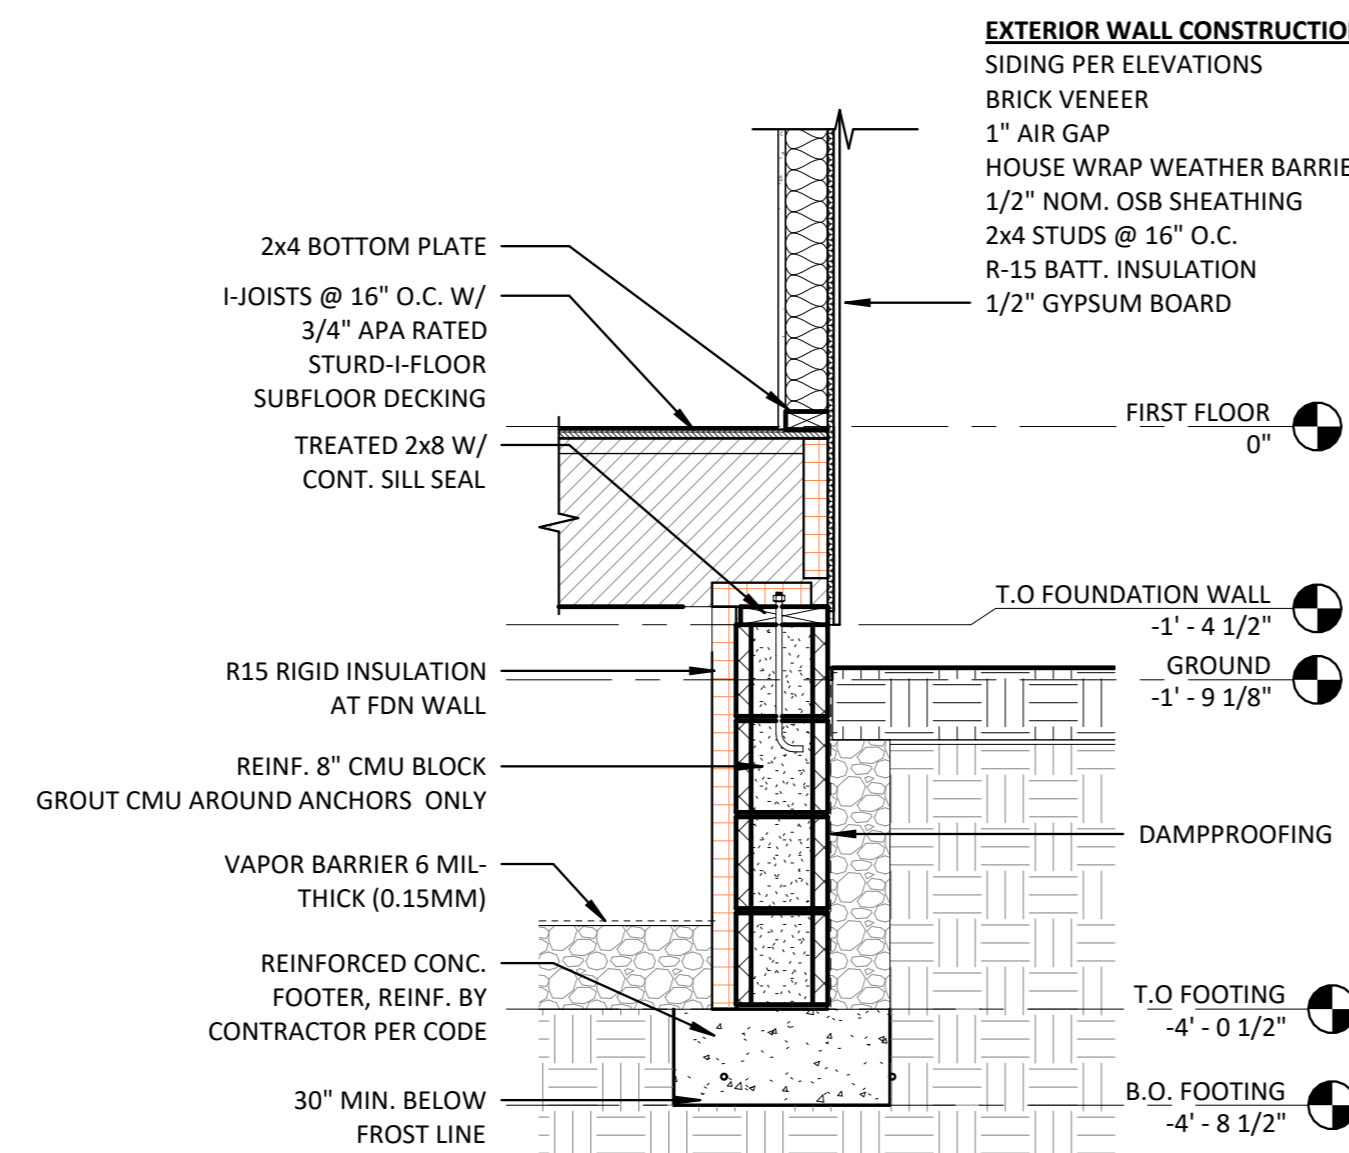 EXTERIOR WALL CONSTRUCTION
SIDING PER ELEVATIONS
BRICK VENEER
1" AIR GAP
HOUSE WRAP WEATHER BARRIE
1/2" NOM. OSB SHEATHING
2x4 STUDS @ 16" O.C.
R-15 BATT. INSULATION
1/2" GYPSUM BOARD
2x4 BOTTOM PLATE
I-JOISTS @ 16" O.C. W/
3/4" APA RATED
STURD-I-FLOOR
SUBFLOOR DECKING
TREATED 2x8 W/
CONT. SILL SEAL
FIRST FLOOR
0"
T.O FOUNDATION WALL
-1' - 4 1/2"
GROUND
-1' - 9 1/8"
R15 RIGID INSULATION
AT FDN WALL
REINF. 8" CMU BLOCK
GROUT CMU AROUND ANCHORS ONLY
DAMPPROOFING
VAPOR BARRIER 6 MIL-
THICK (0.15MM)
REINFORCED CONC.
FOOTER, REINF. BY
CONTRACTOR PER CODE
T.O FOOTING
-4' - 0 1/2"
30" MIN. BELOW
FROST LINE
B.O. FOOTING
-4' - 8 1/2"